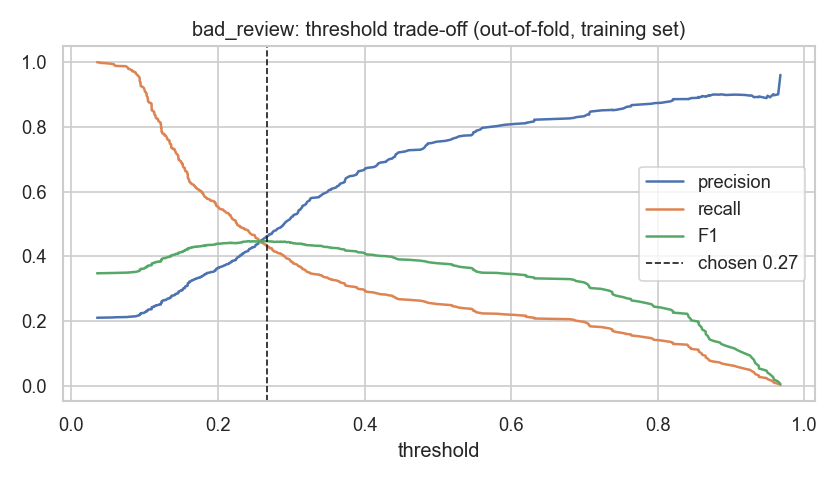 bad_review: threshold trade-off (out-of-fold, training set)
1.0
0.8
0.6
0.4
0.2
0.0
precision
recall
F1
chosen 0.27
0.0 0.2 0.4 0.6 0.8 1.0
threshold